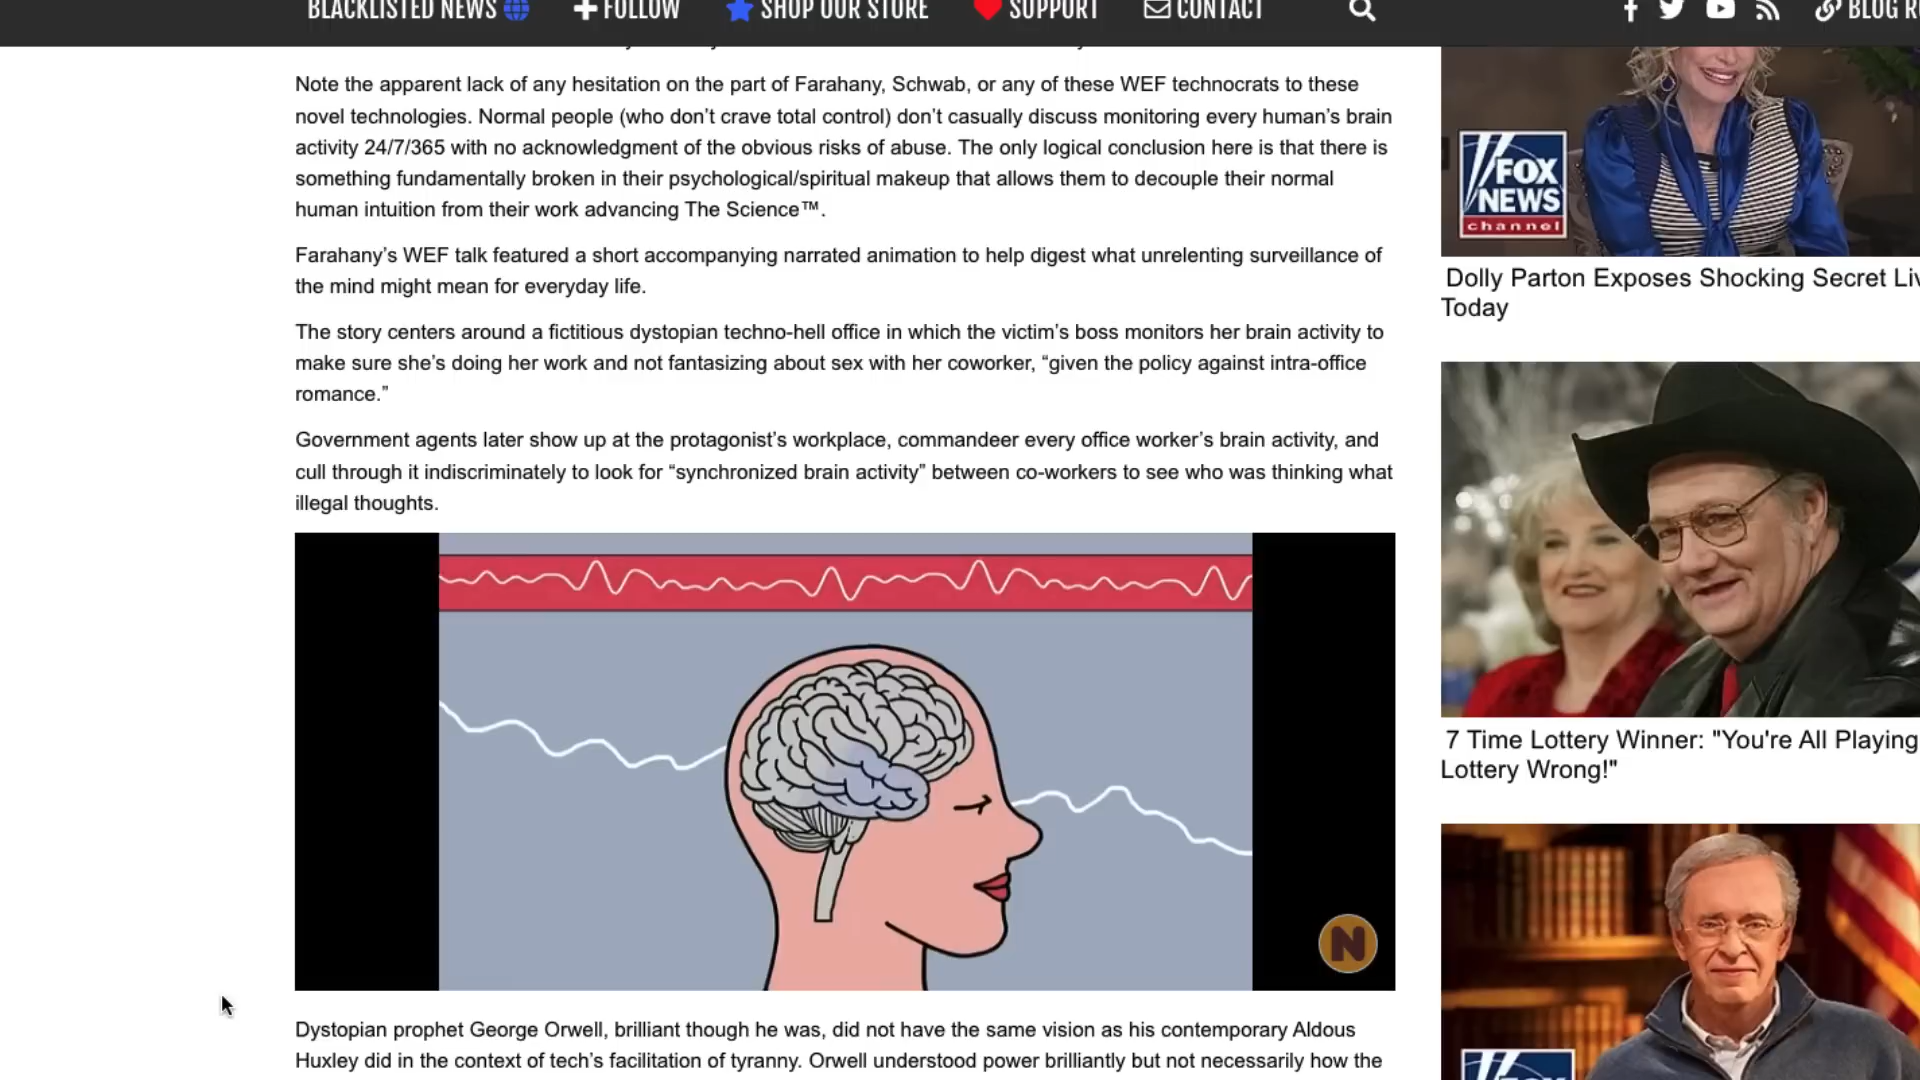 BLACKLISTED NEWS
FOLLOW
SHOP OUR STORE
SUPPORT
CONTACT
BLOG
Note the apparent lack of any hesitation on the part of Farahany, Schwab, or any of these WEF technocrats to these
novel technologies. Normal people (who don’t crave total control) don’t casually discuss monitoring every human’s brain
activity 24/7/365 with no acknowledgment of the obvious risks of abuse. The only logical conclusion here is that there is
something fundamentally broken in their psychological/spiritual makeup that allows them to decouple their normal
human intuition from their work advancing The Science™.
Farahany’s WEF talk featured a short accompanying narrated animation to help digest what unrelenting surveillance of
the mind might mean for everyday life.
The story centers around a fictitious dystopian techno-hell office in which the victim’s boss monitors her brain activity to
make sure she’s doing her work and not fantasizing about sex with her coworker, “given the policy against intra-office
romance.”
Government agents later show up at the protagonist’s workplace, commandeer every office worker’s brain activity, and
cull through it indiscriminately to look for “synchronized brain activity” between co-workers to see who was thinking what
illegal thoughts.
N
Dystopian prophet George Orwell, brilliant though he was, did not have the same vision as his contemporary Aldous
Huxley did in the context of tech’s facilitation of tyranny. Orwell understood power brilliantly but not necessarily how the
FOX
NEWS
channel
Dolly Parton Exposes Shocking Secret
Today
7 Time Lottery Winner: "You're All Playing
Lottery Wrong!"
FOX